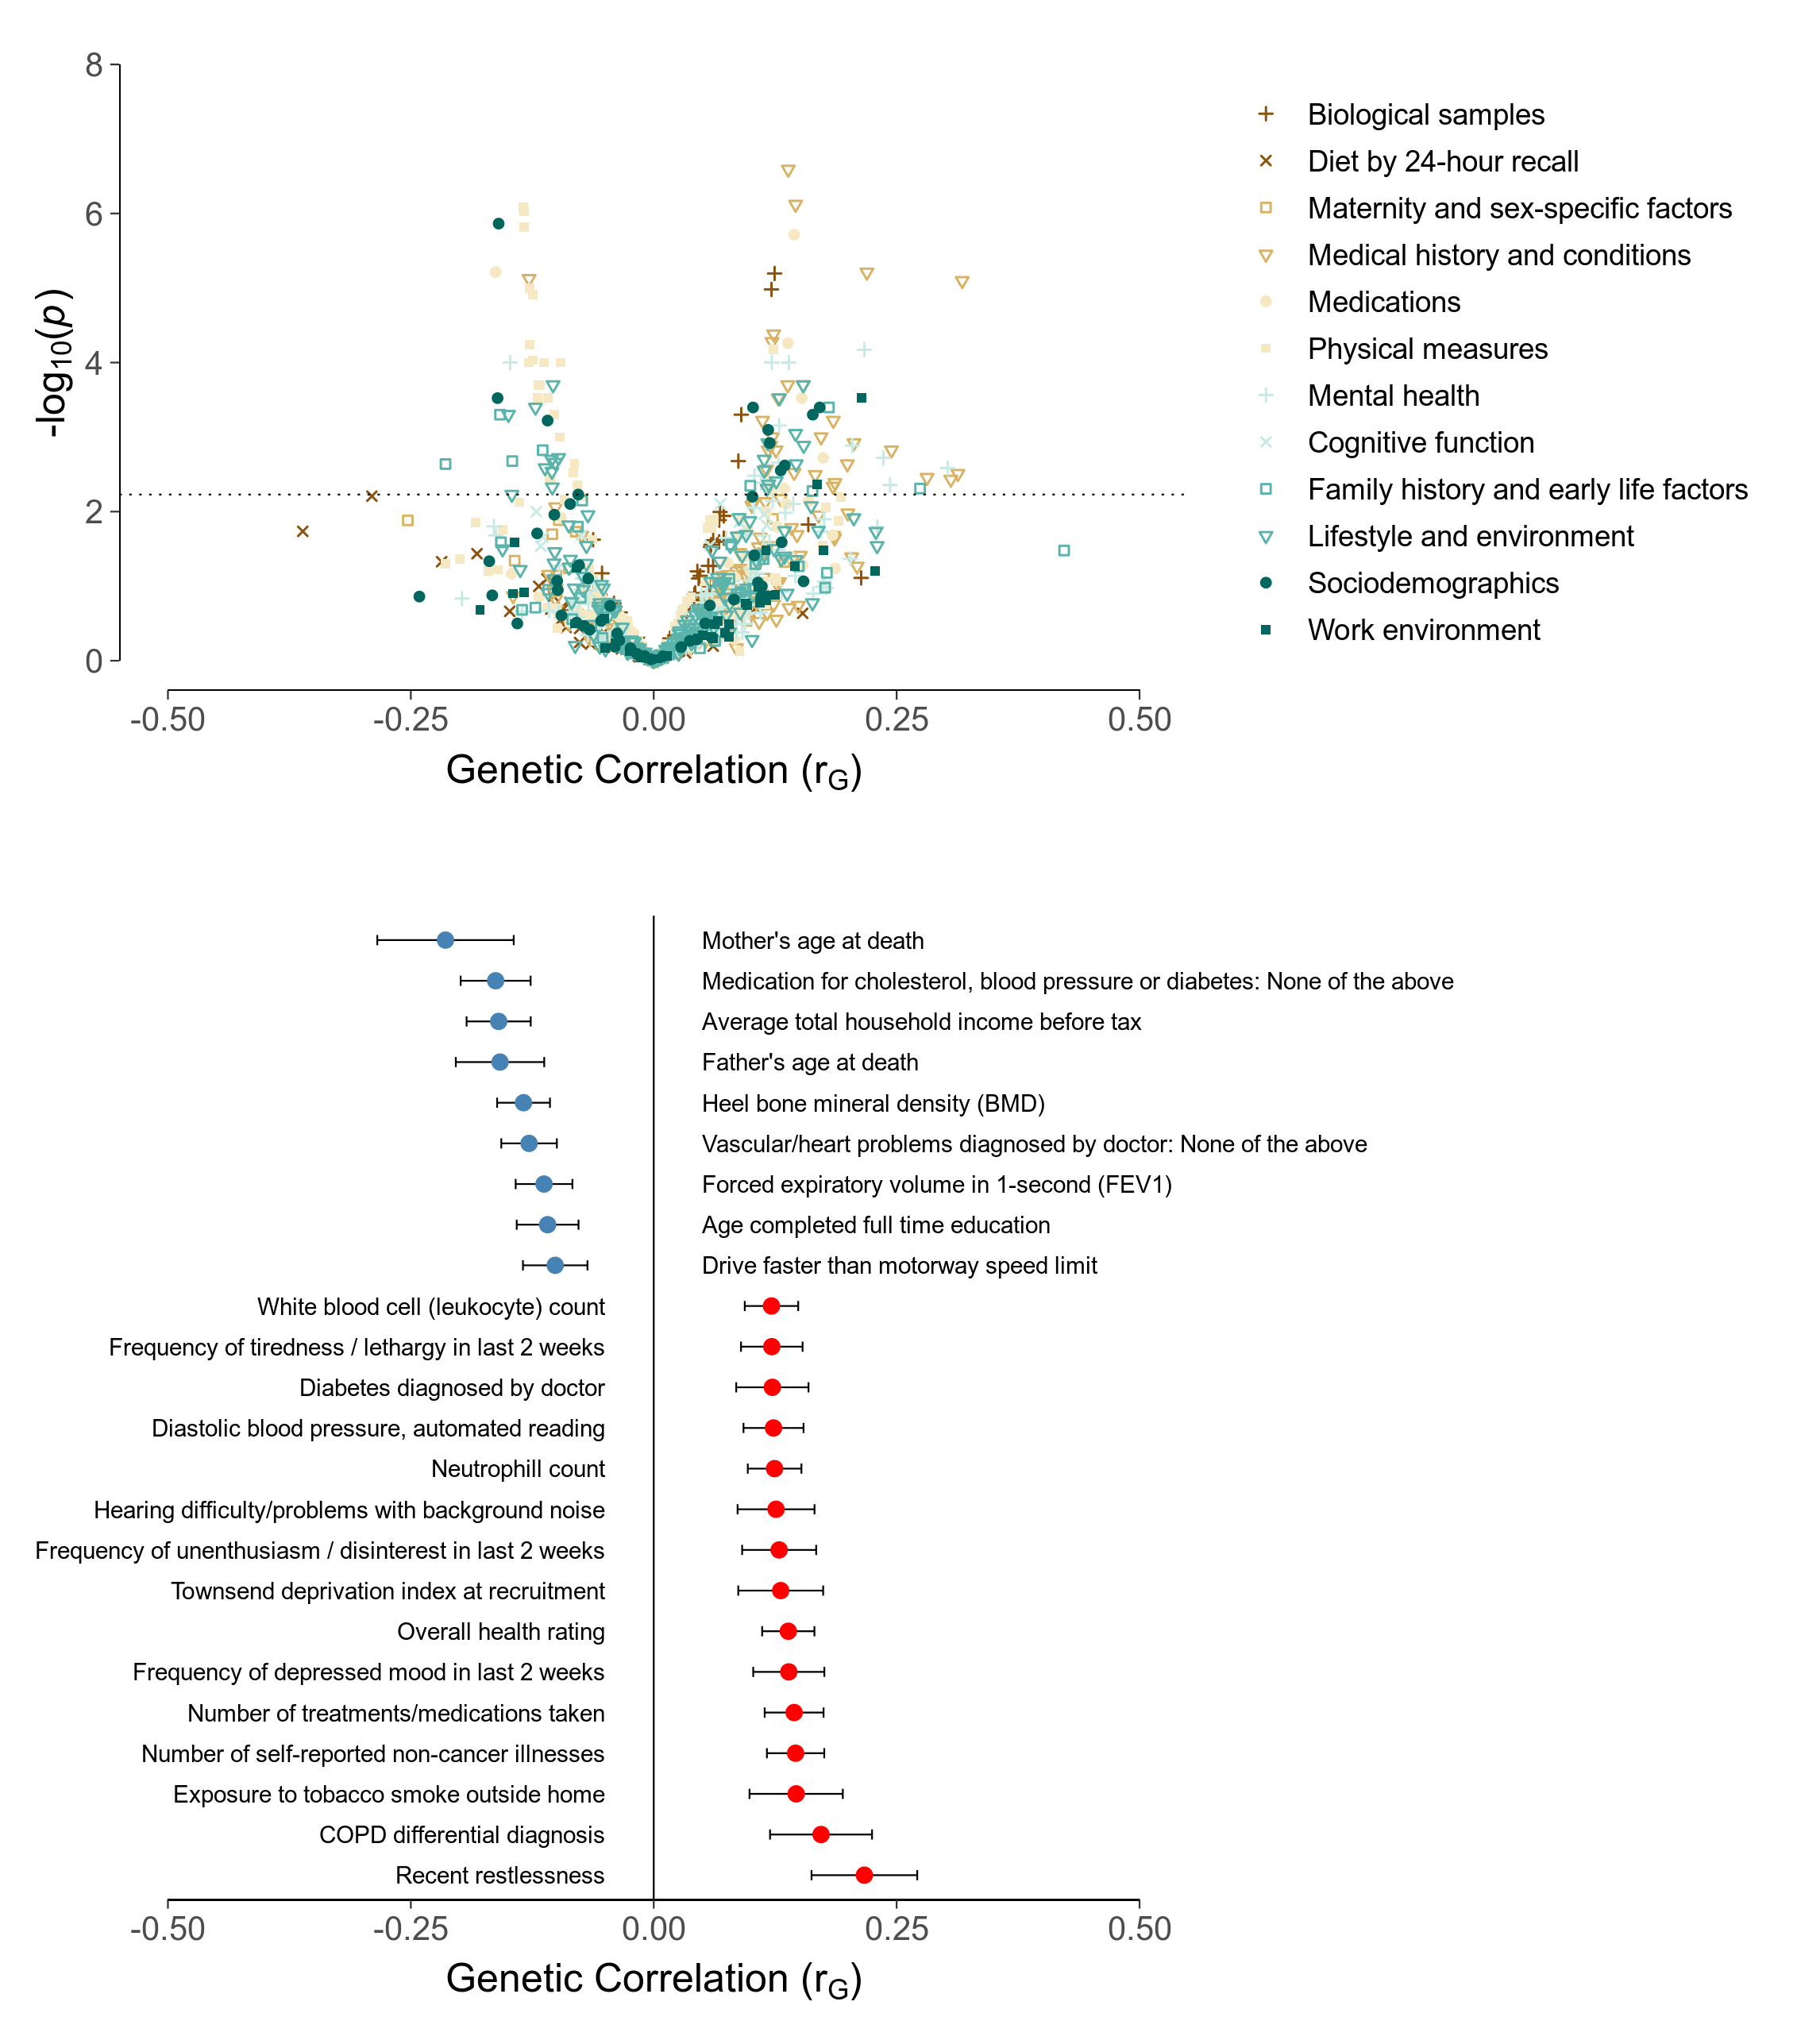 8
6
4
2
0
-log10(p)
-0.50
-0.25
0.00
0.25
0.50
Genetic Correlation (rG)
Biological samples
Diet by 24-hour recall
Maternity and sex-specific factors
Medical history and conditions
Medications
Physical measures
Mental health
Cognitive function
Family history and early life factors
Lifestyle and environment
Sociodemographics
Work environment
Mother's age at death
Medication for cholesterol, blood pressure or diabetes: None of the above
Average total household income before tax
Father's age at death
Heel bone mineral density (BMD)
Vascular/heart problems diagnosed by doctor: None of the above
Forced expiratory volume in 1-second (FEV1)
Age completed full time education
Drive faster than motorway speed limit
White blood cell (leukocyte) count
Frequency of tiredness / lethargy in last 2 weeks
Diabetes diagnosed by doctor
Diastolic blood pressure, automated reading
Neutrophill count
Hearing difficulty/problems with background noise
Frequency of unenthusiasm / disinterest in last 2 weeks
Townsend deprivation index at recruitment
Overall health rating
Frequency of depressed mood in last 2 weeks
Number of treatments/medications taken
Number of self-reported non-cancer illnesses
Exposure to tobacco smoke outside home
COPD differential diagnosis
Recent restlessness
-0.50
-0.25
0.00
0.25
0.50
Genetic Correlation (rG)